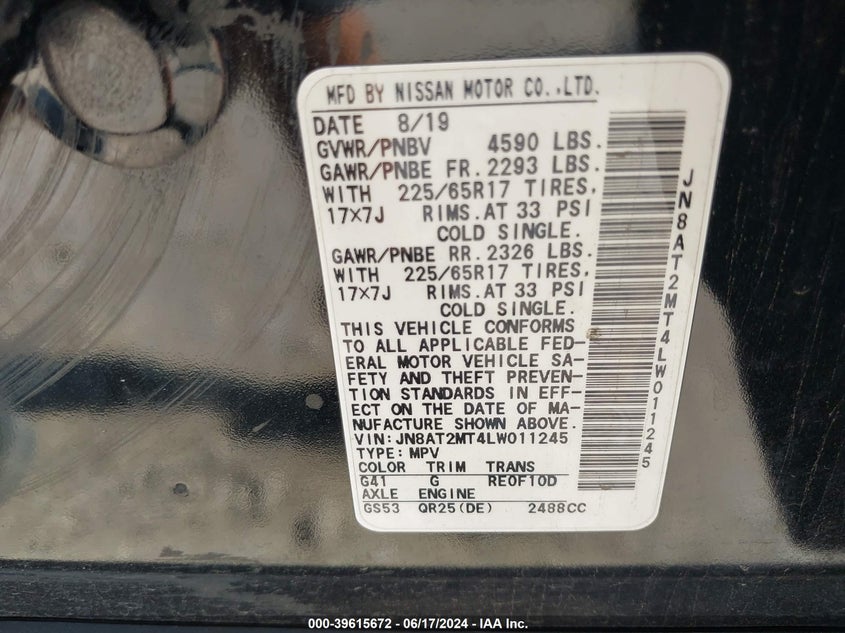 MFD BY NISSAN MOTOR CO.,LTD.
DATE 8/19
GVWR/PNBV 4590 LBS.
GAWR/PNBE FR. 2293 LBS.
WITH 225/65R17 TIRES.
17×7J RIMS. AT 33 PSI
COLD SINGLE.
GAWR/PNBE RR. 2326 LBS.
WITH 225/65R17 TIRES.
17×7J RIMS. AT 33 PSI
COLD SINGLE.
THIS VEHICLE CONFORMS
TO ALL APPLICABLE FED-
ERAL MOTOR VEHICLE SA-
FETY AND THEFT PREVEN-
TION STANDARDS IN EFF-
ECT ON THE DATE OF MA-
NUFACTURE SHOWN ABOVE.
VIN: JN8AT2MT4LW011245
TYPE: MPV
COLOR TRIM TRANS
G41 G RE0F10D
AXLE ENGINE
GS53 QR25(DE) 2488CC
JN8AT2MT4LW011245
000-39615672 - 06/17/2024 - IAA, Inc.